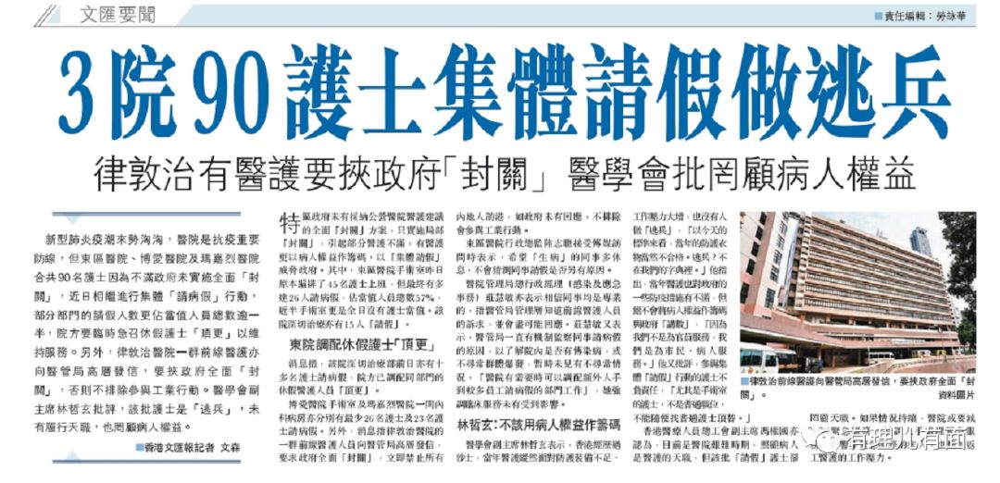 文匯要聞
■責任編輯：勞詠華
3院90護士集體請假做逃兵
律敦治有醫護要挾政府「封關」 醫學會批罔顧病人權益
新型肺炎疫潮來勢洶洶，醫院是抗疫重要
防線，但東區醫院、博愛醫院及瑪嘉烈醫院
合共90名護士因為不滿政府未實施全面「封
關」，近日相繼進行集體「請病假」行動，
部分部門的請假人數更佔當值人員總數逾一
半，院方要臨時急召休假護士「頂更」以維
持服務。另外，律敦治醫院一群前線醫護亦
向醫管局高層發信，要挾政府全面「封
關」，否則不排除參與工業行動。醫學會副
主席林哲玄批評，該批護士是「逃兵」，未
有履行天職，也罔顧病人權益。
■香港文匯報記者 文森
特區政府未有採納公營醫院醫護建議
的全面「封關」方案，只實施局部
「封關」，引起部分醫護不滿，有醫護
更以病人權益作籌碼，以「集體請假」
威脅政府。其中，東區醫院手術室昨日
原本編排了45名護士上班，但最終有多
達26人請病假，佔當值人員總數57%，
近半手術室更是全日沒有護士當值。該
院深切治療亦有15人「請假」。
東院調配休假護士「頂更」
消息指，該院深切治療部前日亦有十
多名護士請病假，院方已調配同部門的
休假醫護人員『頂更』。
博愛醫院手術室及瑪嘉烈醫院一間內
科病房亦分別有最少26名護士及23名護
士請病假。另外，消息指律敦治醫院的
一群前線醫護人員向醫管局高層發信，
要求政府全面「封關」，立即禁止所有
內地人訪港，如政府未有回應，不排除
會參與工業行動。
東區醫院行政總監陸志聰接受傳媒訪
問時表示，希望「生病」的同事多休
息，不會猜測同事請假是否另有原因。
醫院管理局總行政經理（感染及應急
事務）莊慧敏亦表示相信同事均是專業
的，指醫管局管理層知道前線醫護人員
的訴求，並會盡可能回應。莊慧敏又表
示，醫管局一直有機制監察同事請病假
的原因，以了解院內是否有傳染病，或
不尋常群體爆發，暫時未見有不尋常情
況，「醫院有需要時可以調配額外人手
到較多員工請病假的部門工作」，她強
調臨床服務未有受到影響。
林哲玄：不該用病人權益作籌碼
醫學會副主席林哲玄表示，香港經歷過
沙士，當年醫護縱然面對防護裝備不足、
工作壓力大增，也沒有人
做「逃兵」，「以今天的
標準來看，當年的防護衣
物當然不合格。逃兵？不
在我們的字典裡。」他指
出，當年醫護也對政府的
一些防疫措施有不滿，但
絕不會將病人權益作籌碼
與政府「講數」，「因為
我們不是為官員服務，我
們是為市民、病人服
務。」他又批評，參與集
體「請假」行動的護士不
負責任，「尤其是手術室
的護士，不是普通職位，
不能隨便找普通護士頂替。」
香港醫療人員總工會副主席馮權國亦
認為，目前是醫院艱難時期，照顧病人
是醫護的天職，但該批「請假」護士卻
■律敦治前線醫護向醫管局高層發信，要挾政府全面「封
關」。
資料圖片
罔顧天職。如果情況持續，醫院或要減
工醫護的工作壓力。
有理儿有面